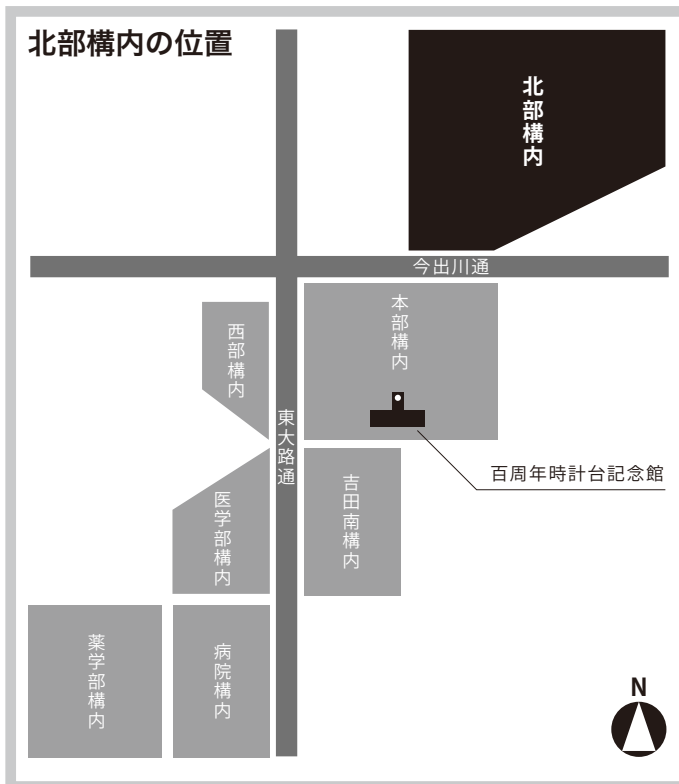 北部構内の位置
北部構内
今出川通
本部構内
西部構内
東大路通
百周年時計台記念館
吉田南構内
医学部構内
薬学部構内
病院構内
N